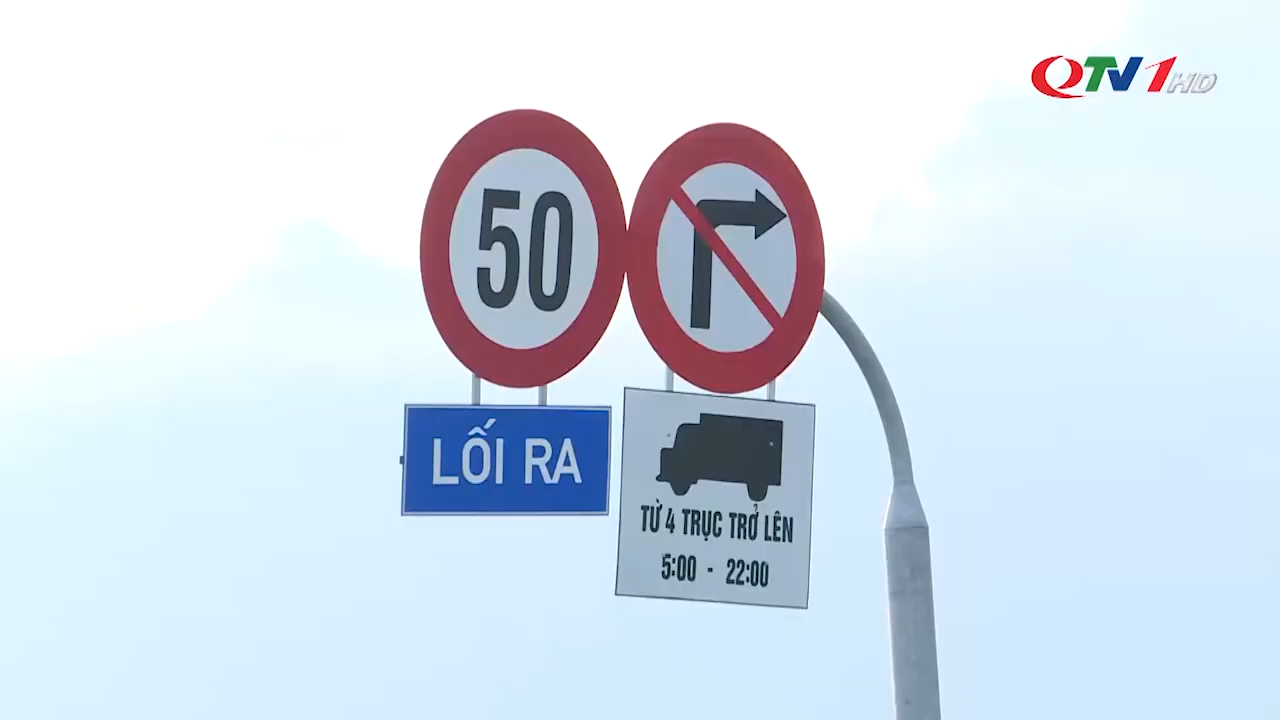 QTV1HD
50
LỐI RA
TỪ 4 TRỤC TRỞ LÊN
5:00 - 22:00